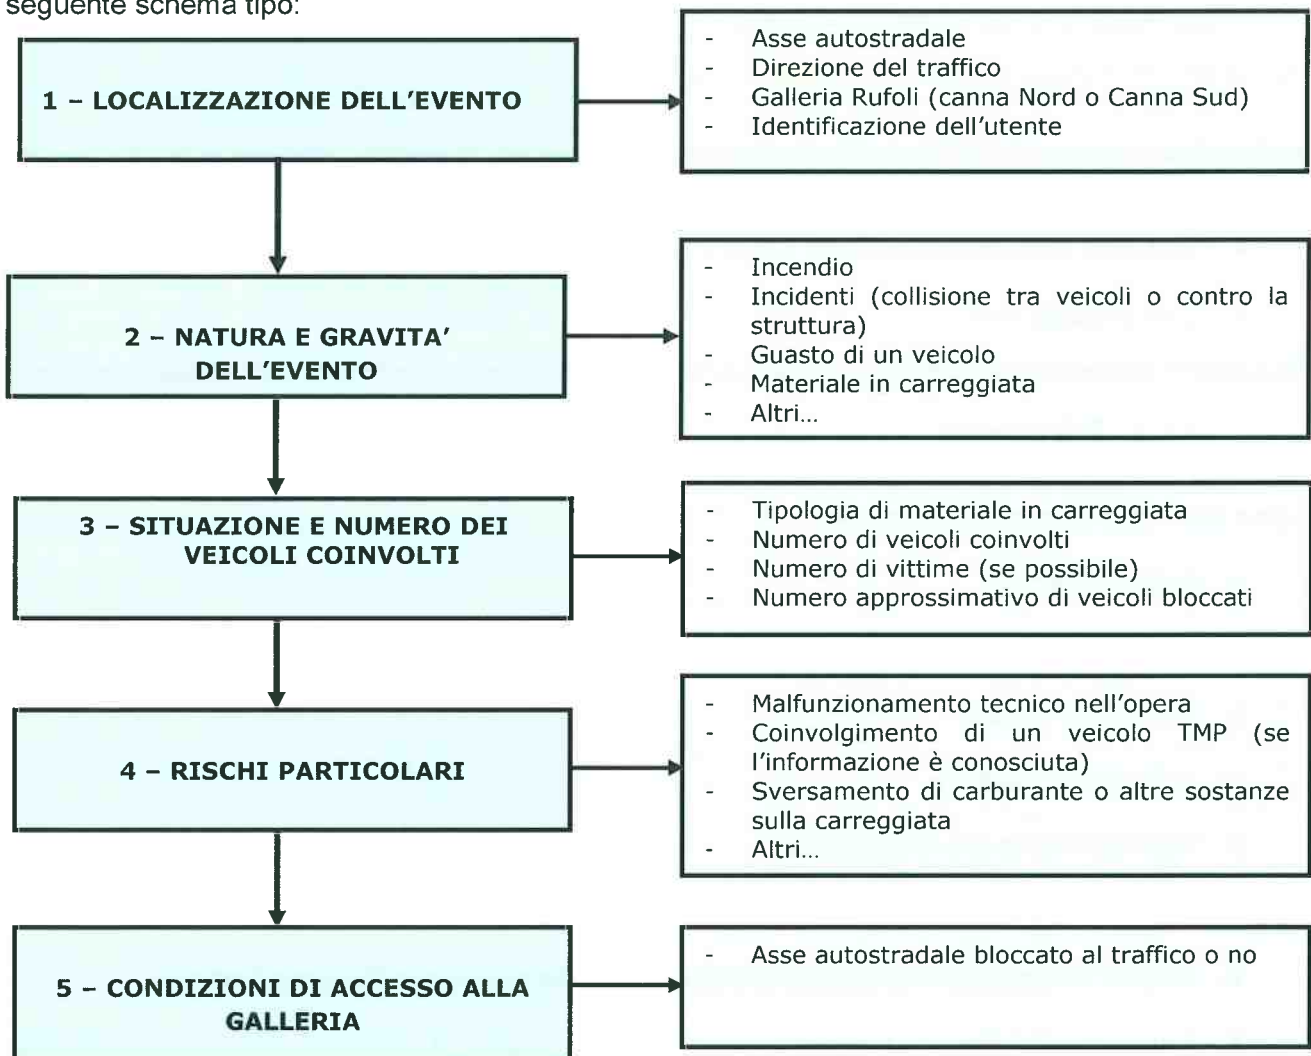 seguente schema tipo:
1 – LOCALIZZAZIONE DELL'EVENTO
- Asse autostradale
- Direzione del traffico
- Galleria Rufoli (canna Nord o Canna Sud)
- Identificazione dell'utente
2 – NATURA E GRAVITA'
DELL'EVENTO
- Incendio
- Incidenti (collisione tra veicoli o contro la
struttura)
- Guasto di un veicolo
- Materiale in carreggiata
- Altri…
3 – SITUAZIONE E NUMERO DEI
VEICOLI COINVOLTI
- Tipologia di materiale in carreggiata
- Numero di veicoli coinvolti
- Numero di vittime (se possibile)
- Numero approssimativo di veicoli bloccati
4 – RISCHI PARTICOLARI
- Malfunzionamento tecnico nell'opera
- Coinvolgimento di un veicolo TMP (se
l'informazione è conosciuta)
- Sversamento di carburante o altre sostanze
sulla carreggiata
- Altri…
5 – CONDIZIONI DI ACCESSO ALLA
GALLERIA
- Asse autostradale bloccato al traffico o no